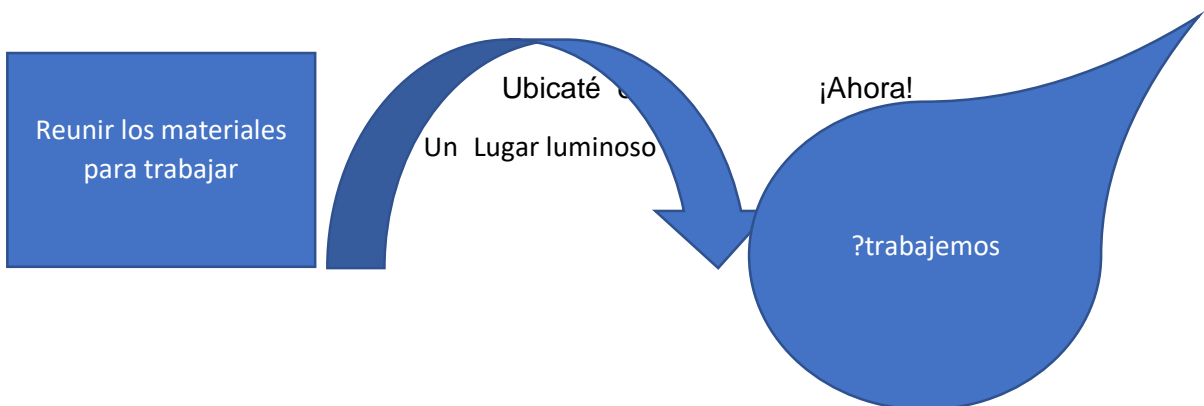 Reunir los materiales
para trabajar
Ubicaté
Un Lugar luminoso
¡Ahora!
?trabajemos